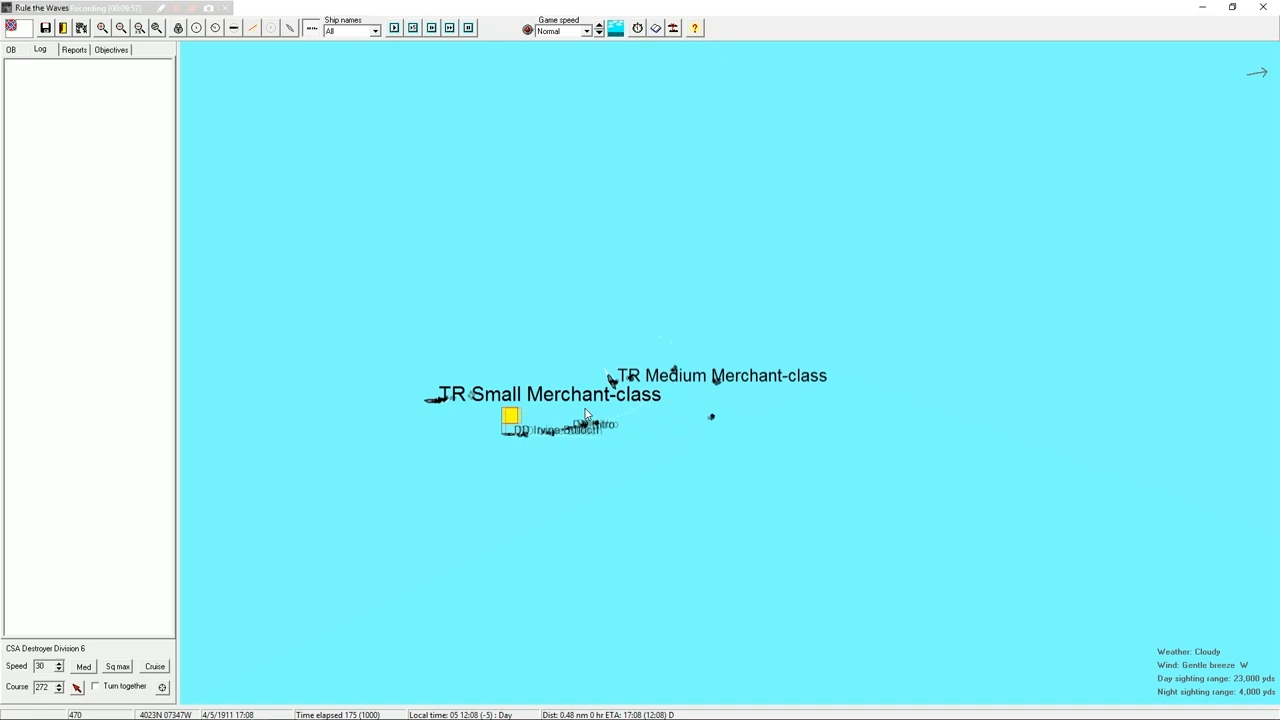 Rule the Waves
Recording [00:09:57]
Ship names
All
Game speed
Normal
?
OB
Log
Reports
Objectives
TR Medium Merchant-class
TR Small Merchant-class
CSA Destroyer Division 6
Speed 30 Med Sq max Cruise
Course 272 Turn together
Weather: Cloudy
Wind: Gentle breeze W
Day sighting range: 23,000 yds
Night sighting range: 4,000 yds
470
4023N 07347W
4/5/1911 17:08
Time elapsed 175 (1000)
Local time: 05 12:08 (-5) : Day
Dist: 0.48 nm 0 hr ETA: 17:08 (12:08) D